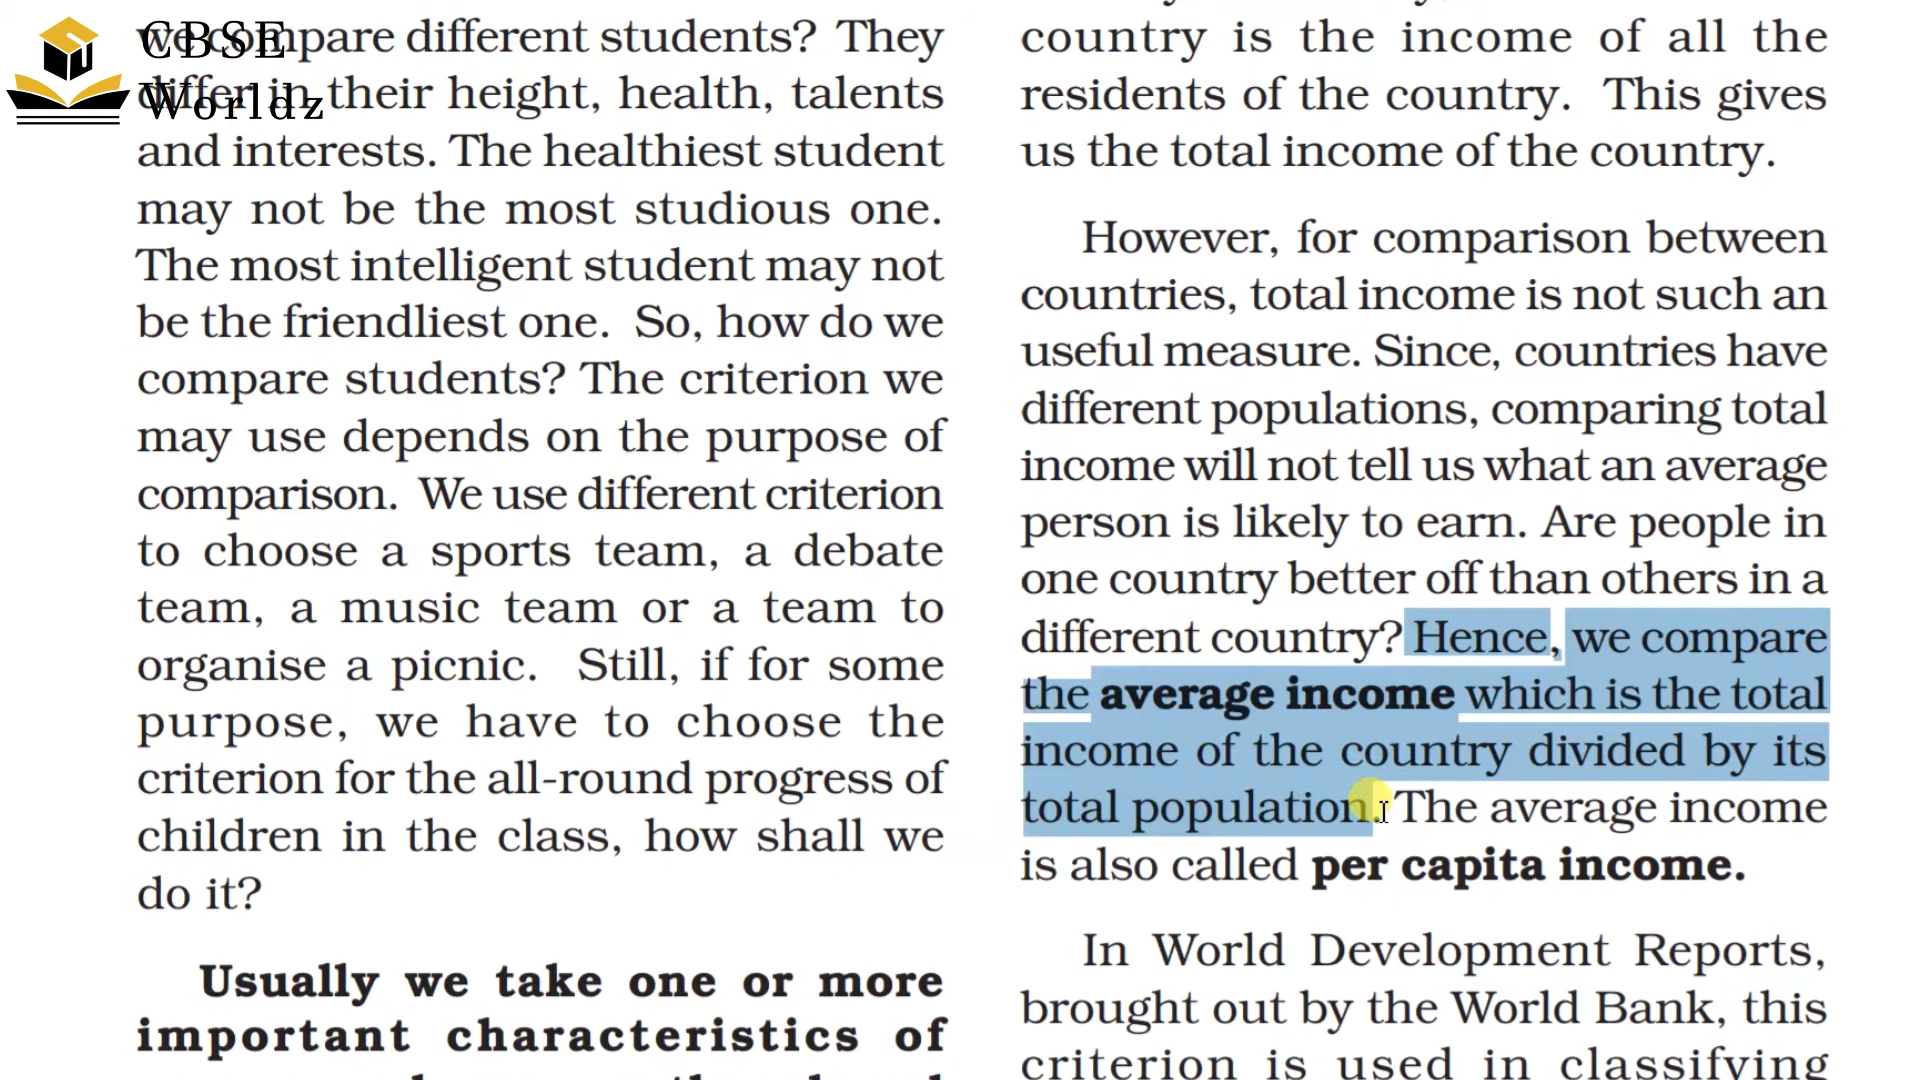 CBSE
Worldz
we compare different students? They
differ in their height, health, talents
and interests. The healthiest student
may not be the most studious one.
The most intelligent student may not
be the friendliest one. So, how do we
compare students? The criterion we
may use depends on the purpose of
comparison. We use different criterion
to choose a sports team, a debate
team, a music team or a team to
organise a picnic. Still, if for some
purpose, we have to choose the
criterion for the all-round progress of
children in the class, how shall we
do it?
Usually we take one or more
important characteristics of
country is the income of all the
residents of the country. This gives
us the total income of the country.
However, for comparison between
countries, total income is not such an
useful measure. Since, countries have
different populations, comparing total
income will not tell us what an average
person is likely to earn. Are people in
one country better off than others in a
different country? Hence, we compare
the average income which is the total
income of the country divided by its
total population. The average income
is also called per capita income.
In World Development Reports,
brought out by the World Bank, this
criterion is used in classifying